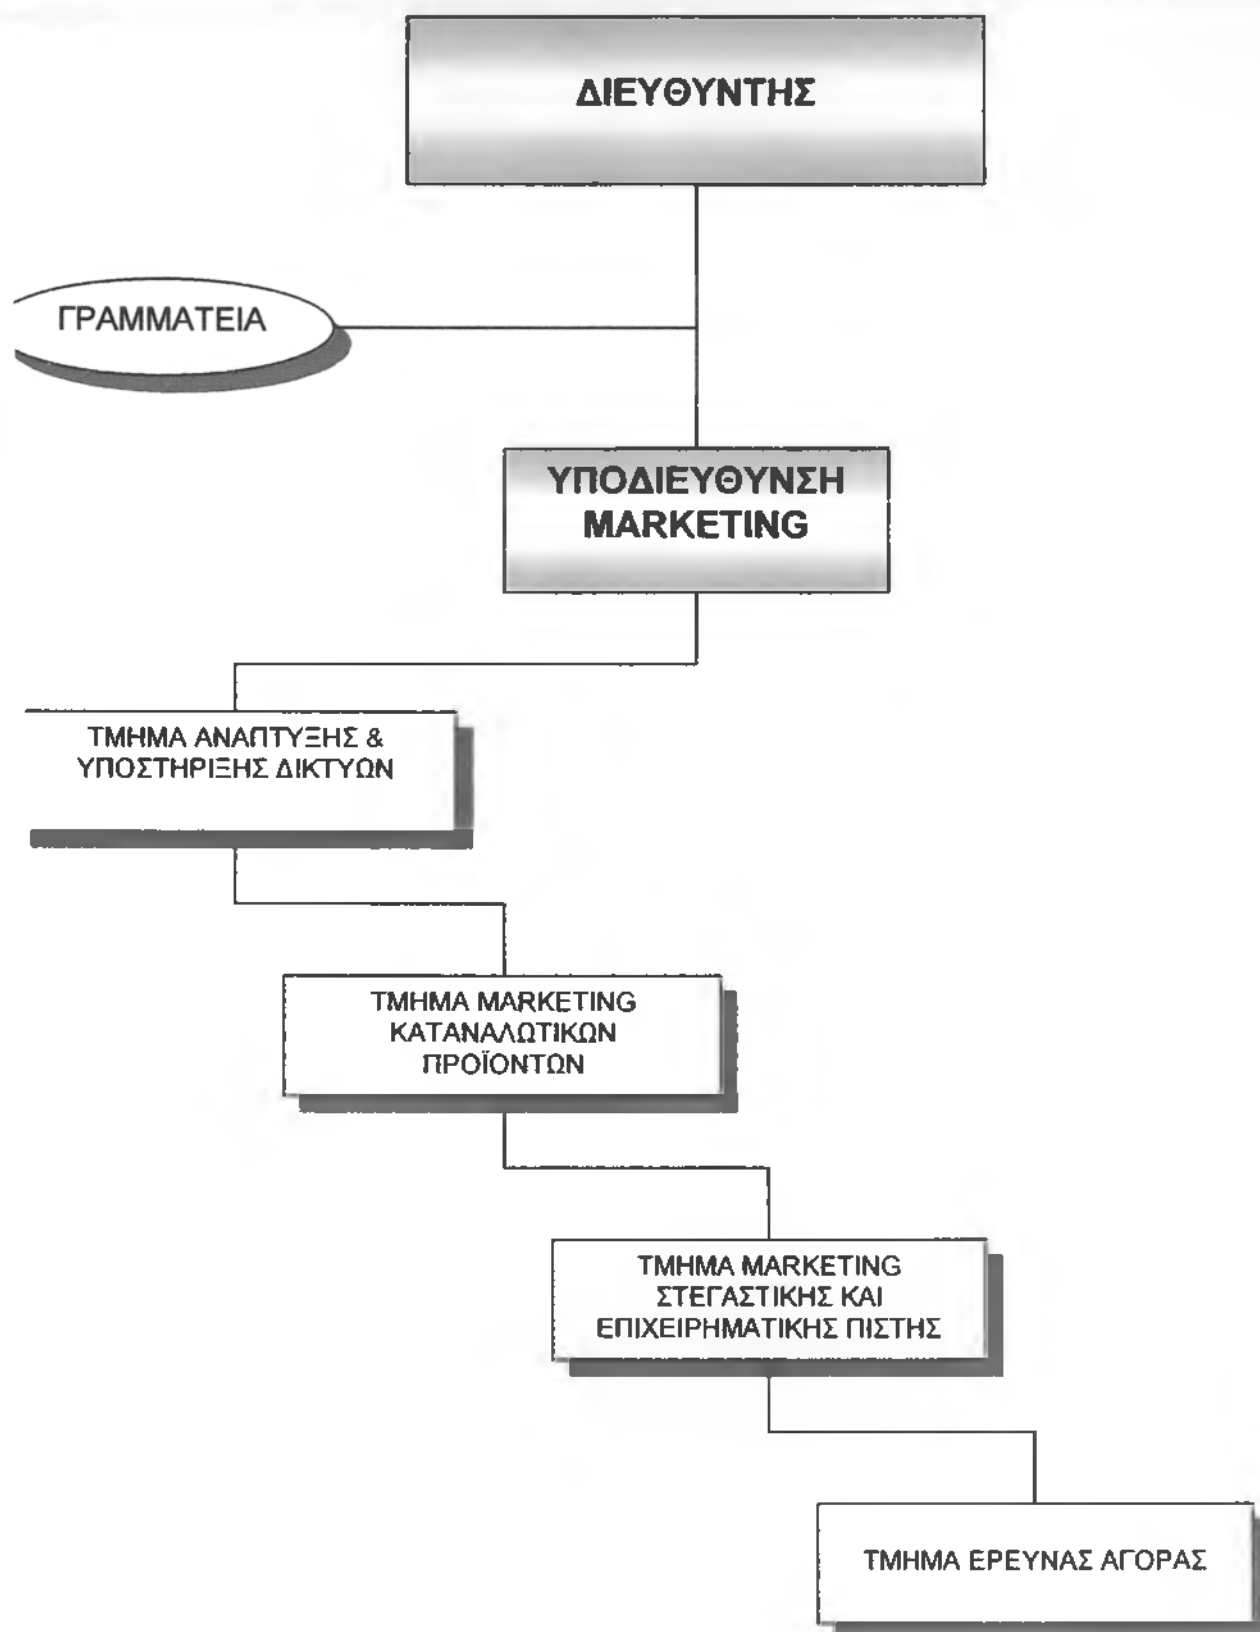 ΔΙΕΥΘΥΝΤΗΣ
ΓΡΑΜΜΑΤΕΙΑ
ΥΠΟΔΙΕΥΘΥΝΣΗ
MARKETING
ΤΜΗΜΑ ΑΝΑΠΤΥΞΗΣ &
ΥΠΟΣΤΗΡΙΞΗΣ ΔΙΚΤΥΩΝ
ΤΜΗΜΑ MARKETING
ΚΑΤΑΝΑΛΩΤΙΚΩΝ
ΠΡΟΪΟΝΤΩΝ
ΤΜΗΜΑ MARKETING
ΣΤΕΓΑΣΤΙΚΗΣ ΚΑΙ
ΕΠΙΧΕΙΡΗΜΑΤΙΚΗΣ ΠΙΣΤΗΣ
ΤΜΗΜΑ ΕΡΕΥΝΑΣ ΑΓΟΡΑΣ